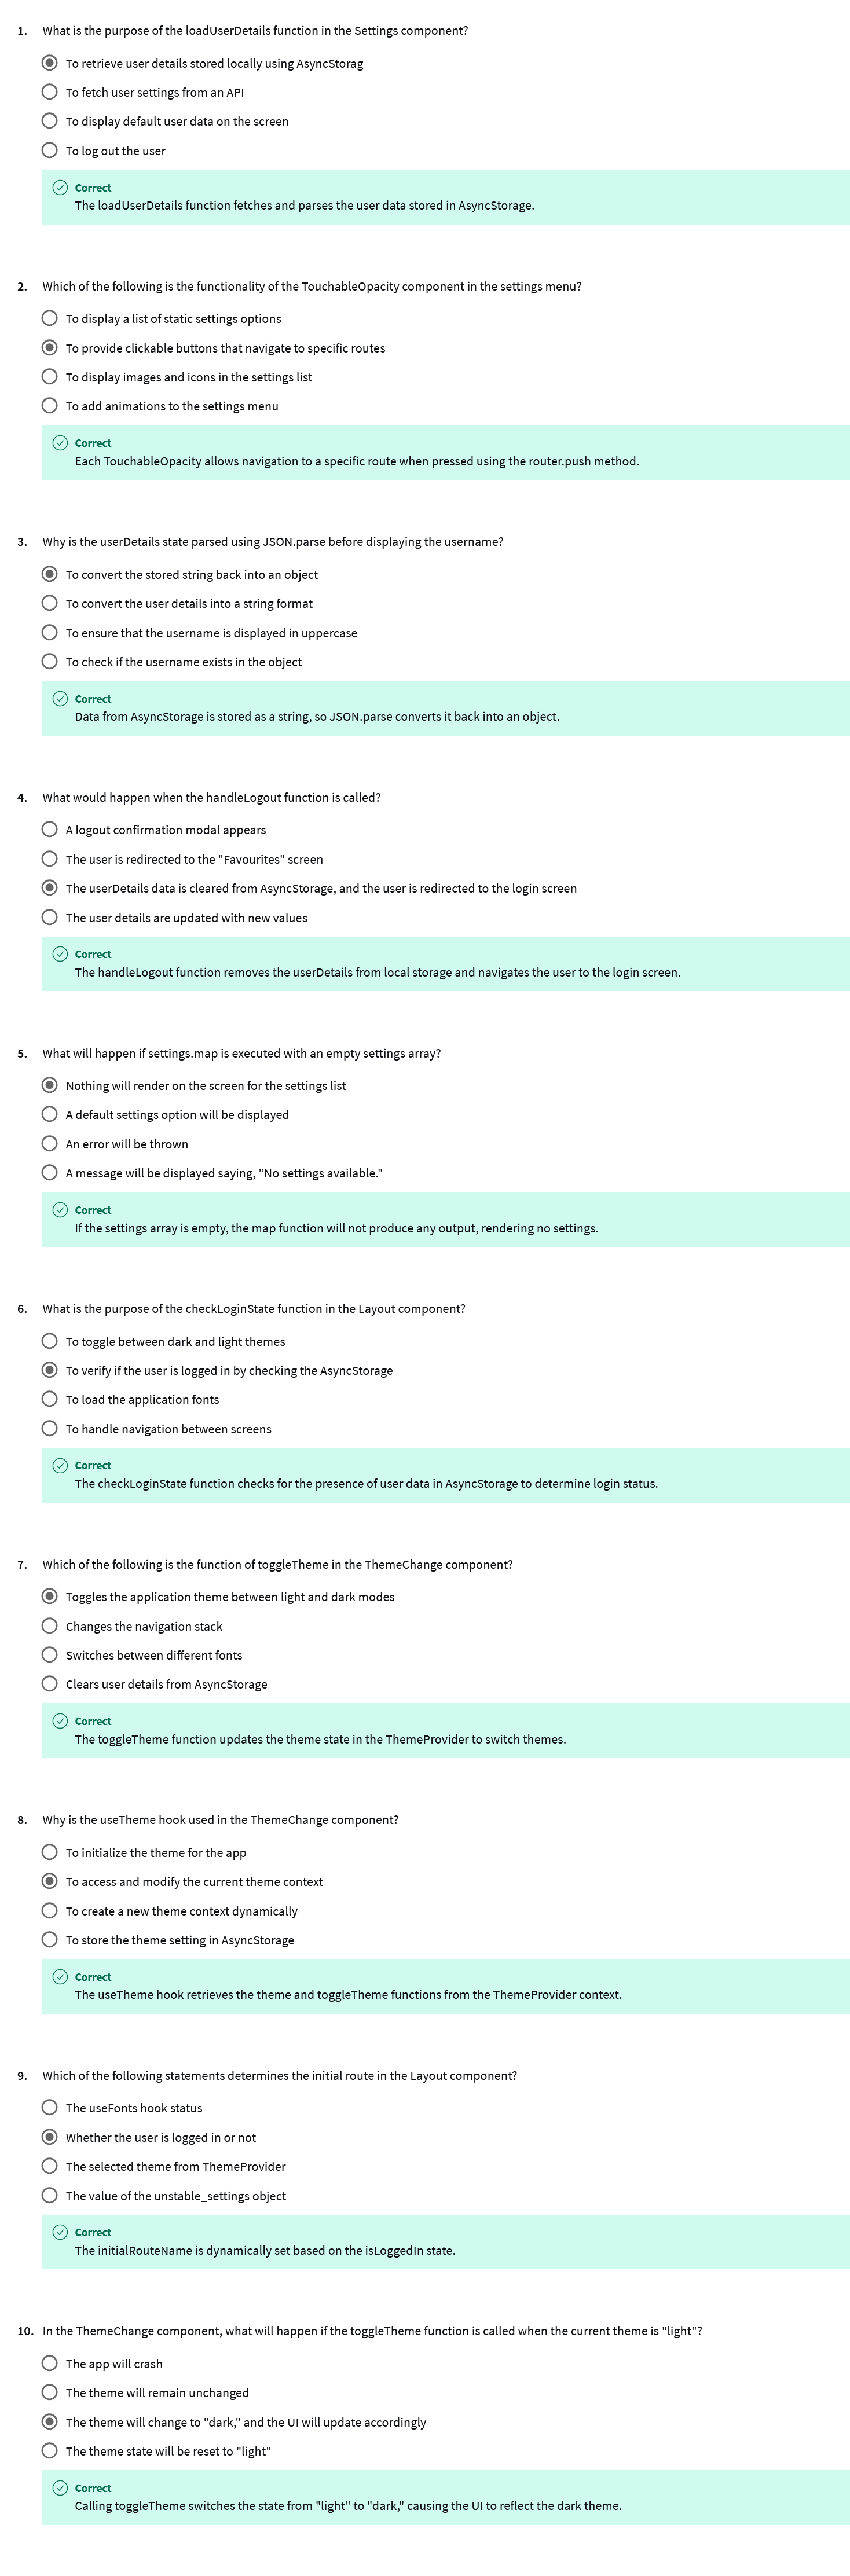 1. What is the purpose of the loadUserDetails function in the Settings component?
To retrieve user details stored locally using AsyncStorag
To fetch user settings from an API
To display default user data on the screen
To log out the user
Correct
The loadUserDetails function fetches and parses the user data stored in AsyncStorage.
2. Which of the following is the functionality of the TouchableOpacity component in the settings menu?
To display a list of static settings options
To provide clickable buttons that navigate to specific routes
To display images and icons in the settings list
To add animations to the settings menu
Correct
Each TouchableOpacity allows navigation to a specific route when pressed using the router.push method.
3. Why is the userDetails state parsed using JSON.parse before displaying the username?
To convert the stored string back into an object
To convert the user details into a string format
To ensure that the username is displayed in uppercase
To check if the username exists in the object
Correct
Data from AsyncStorage is stored as a string, so JSON.parse converts it back into an object.
4. What would happen when the handleLogout function is called?
A logout confirmation modal appears
The user is redirected to the "Favourites" screen
The userDetails data is cleared from AsyncStorage, and the user is redirected to the login screen
The user details are updated with new values
Correct
The handleLogout function removes the userDetails from local storage and navigates the user to the login screen.
5. What will happen if settings.map is executed with an empty settings array?
Nothing will render on the screen for the settings list
A default settings option will be displayed
An error will be thrown
A message will be displayed saying, "No settings available."
Correct
If the settings array is empty, the map function will not produce any output, rendering no settings.
6. What is the purpose of the checkLoginState function in the Layout component?
To toggle between dark and light themes
To verify if the user is logged in by checking the AsyncStorage
To load the application fonts
To handle navigation between screens
Correct
The checkLoginState function checks for the presence of user data in AsyncStorage to determine login status.
7. Which of the following is the function of toggleTheme in the ThemeChange component?
Toggles the application theme between light and dark modes
Changes the navigation stack
Switches between different fonts
Clears user details from AsyncStorage
Correct
The toggleTheme function updates the theme state in the ThemeProvider to switch themes.
8. Why is the useTheme hook used in the ThemeChange component?
To initialize the theme for the app
To access and modify the current theme context
To create a new theme context dynamically
To store the theme setting in AsyncStorage
Correct
The useTheme hook retrieves the theme and toggleTheme functions from the ThemeProvider context.
9. Which of the following statements determines the initial route in the Layout component?
The useFonts hook status
Whether the user is logged in or not
The selected theme from ThemeProvider
The value of the unstable_settings object
Correct
The initialRouteName is dynamically set based on the isLoggedIn state.
10. In the ThemeChange component, what will happen if the toggleTheme function is called when the current theme is "light"?
The app will crash
The theme will remain unchanged
The theme will change to "dark," and the UI will update accordingly
The theme state will be reset to "light"
Correct
Calling toggleTheme switches the state from "light" to "dark," causing the UI to reflect the dark theme.